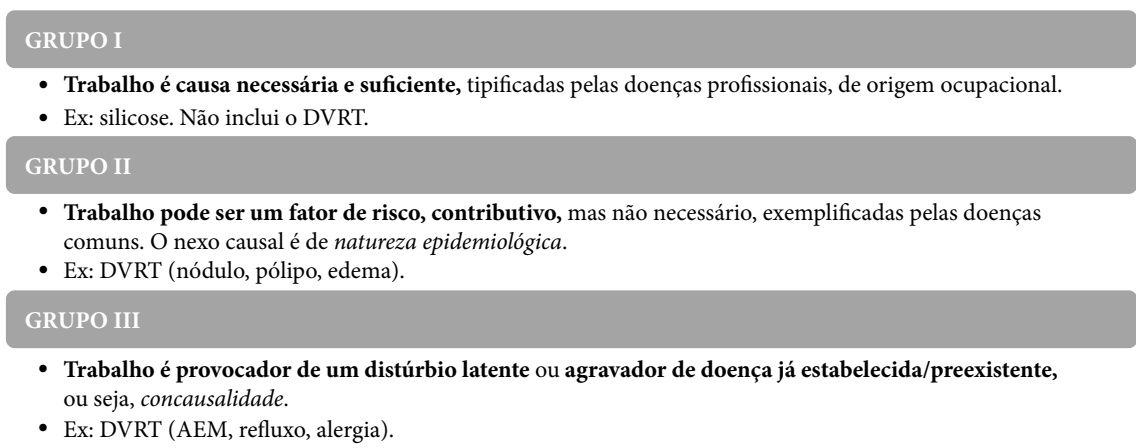 GRUPO I
• Trabalho é causa necessária e suficiente, tipificadas pelas doenças profissionais, de origem ocupacional.
• Ex: silicose. Não inclui o DVRT.
GRUPO II
• Trabalho pode ser um fator de risco, contributivo, mas não necessário, exemplificadas pelas doenças
comuns. O nexo causal é de natureza epidemiológica.
• Ex: DVRT (nódulo, pólipo, edema).
GRUPO III
• Trabalho é provocador de um distúrbio latente ou agravador de doença já estabelecida/preexistente,
ou seja, concausalidade.
• Ex: DVRT (AEM, refluxo, alergia).